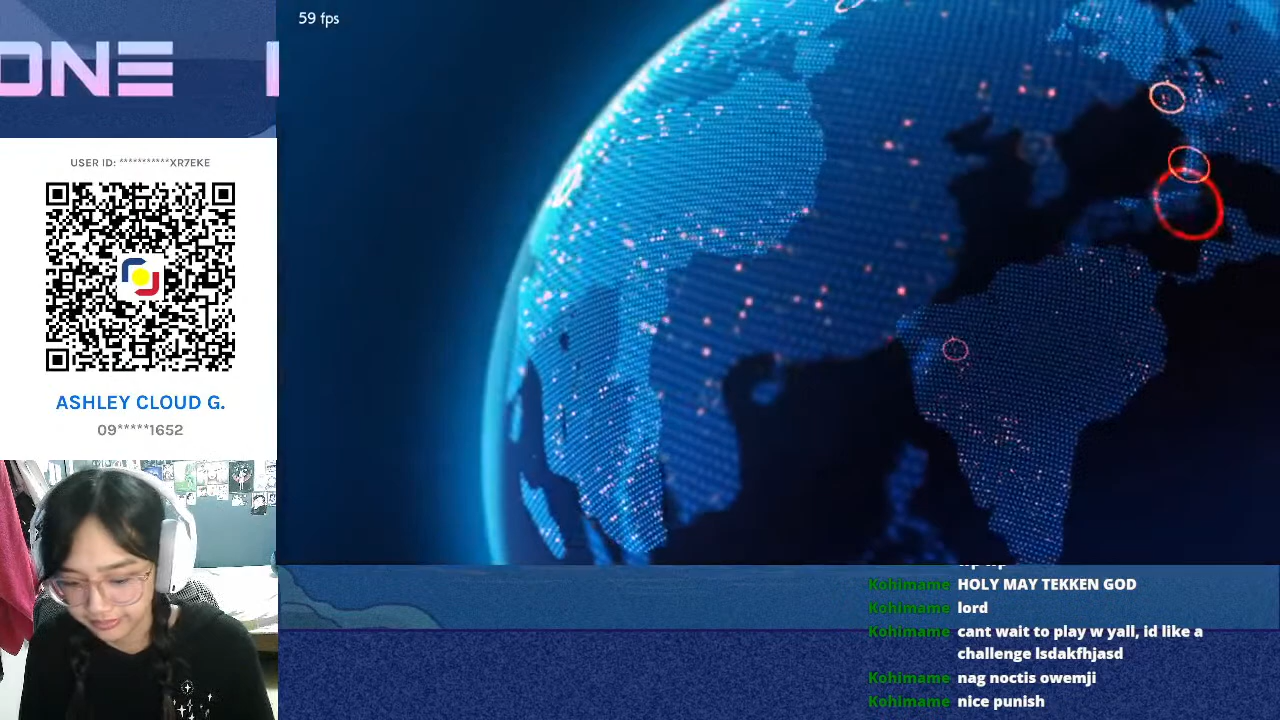 59 fps
ONE
USER ID: **********XR7EKE
ASHLEY CLOUD G.
09*****1652
Kohimame HOLY MAY TEKKEN GOD
Kohimame lord
Kohimame cant wait to play w yall, id like a
challenge lsdakfhjasd
Kohimame nag noctis owemji
Kohimame nice punish